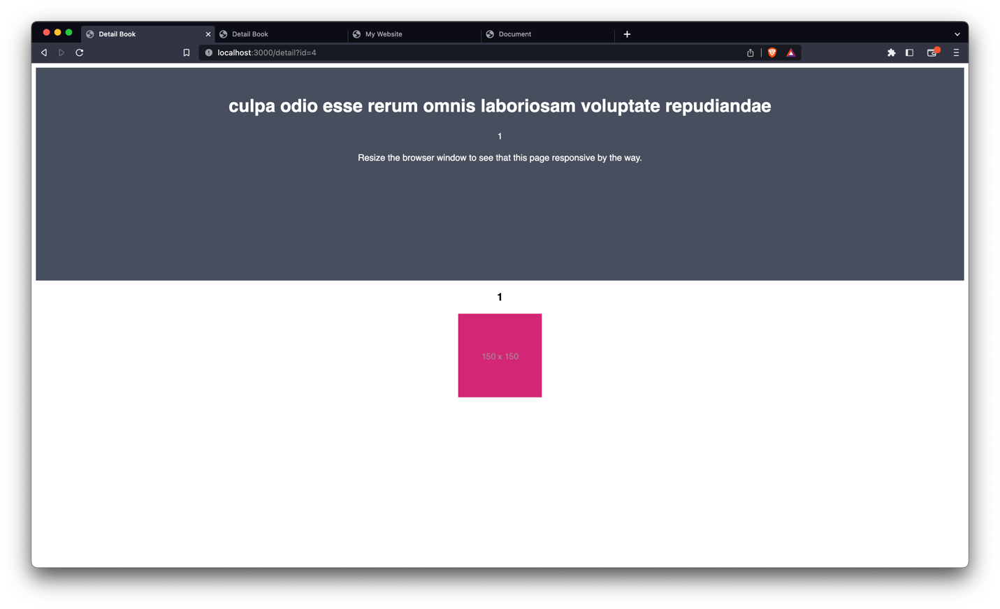 Detail Book
Detail Book
My Website
Document
localhost:3000/detail?id=4
culpa odio esse rerum omnis laboriosam voluptate repudiandae
1
Resize the browser window to see that this page responsive by the way.
1
150 x 150